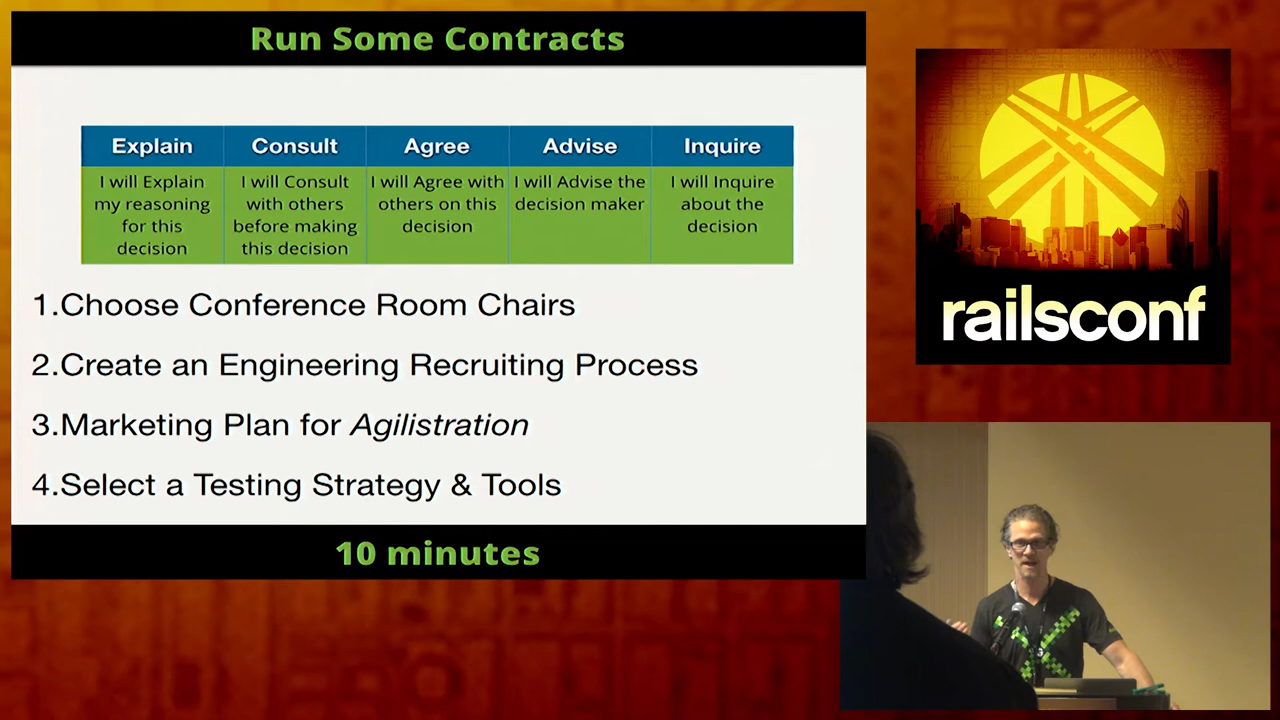 Run Some Contracts
Explain Consult Agree Advise Inquire
I will Explain
my reasoning
for this
decision
I will Consult
with others
before making
this decision
I will Agree with
others on this
decision
I will Advise the
decision maker
I will Inquire
about the
decision
1.Choose Conference Room Chairs
2.Create an Engineering Recruiting Process
3.Marketing Plan for Agilistration
4.Select a Testing Strategy & Tools
10 minutes
railsconf